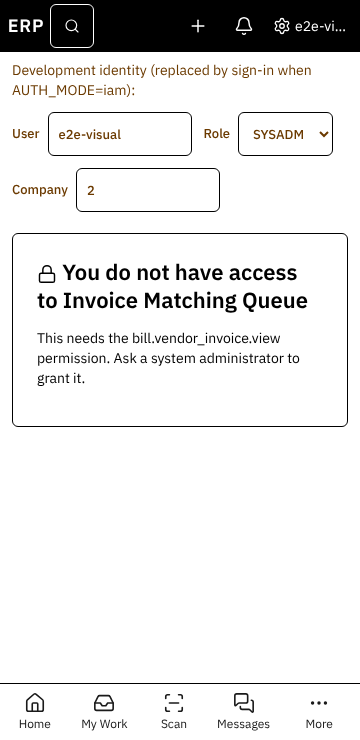 ERP
e2e-vi...
Development identity (replaced by sign-in when
AUTH_MODE=iam):
User e2e-visual Role SYSADM
Company 2
You do not have access
to Invoice Matching Queue
This needs the bill.vendor_invoice.view
permission. Ask a system administrator to
grant it.
Home My Work Scan Messages More